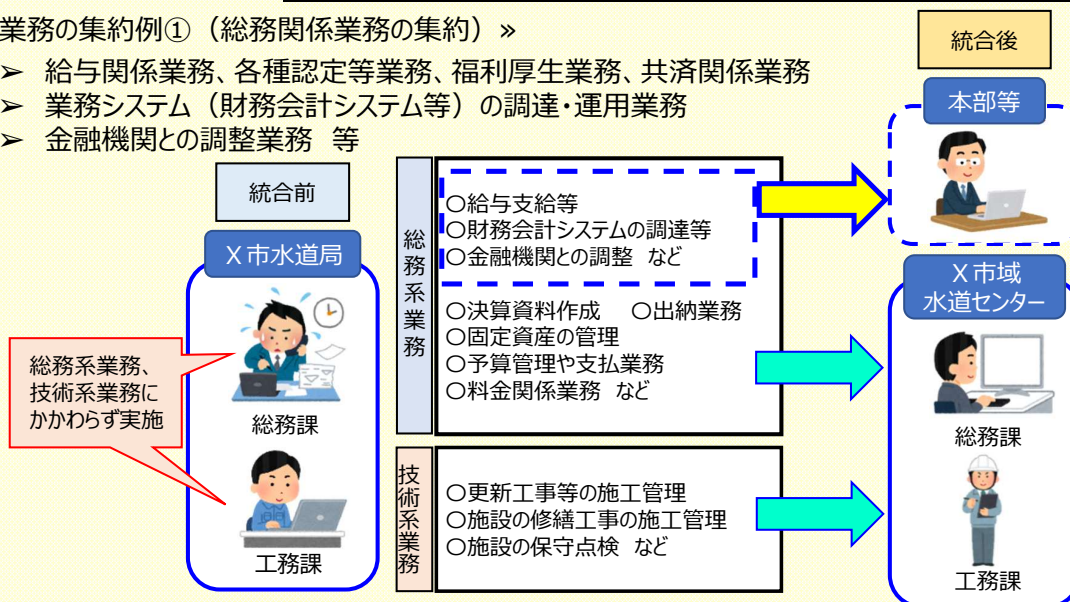 業務の集約例①（総務関係業務の集約）»
➢ 給与関係業務、各種認定等業務、福利厚生業務、共済関係業務
➢ 業務システム（財務会計システム等）の調達・運用業務
➢ 金融機関との調整業務 等
統合前
X市水道局
総務系業務、
技術系業務に
かかわらず実施
総務課
工務課
総務系業務
〇給与支給等
〇財務会計システムの調達等
〇金融機関との調整 など
〇決算資料作成 〇出納業務
〇固定資産の管理
〇予算管理や支払業務
〇料金関係業務 など
技術系業務
〇更新工事等の施工管理
〇施設の修繕工事の施工管理
〇施設の保守点検 など
統合後
本部等
X市域
水道センター
総務課
工務課